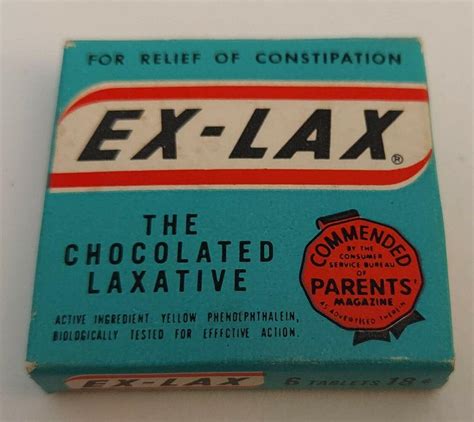 FOR RELIEF OF CONSTIPATION
EX-LAX®
THE
CHOCOLATED
LAXATIVE
ACTIVE INGREDIENT: YELLOW PHENOLPHTHALEIN,
BIOLOGICALLY TESTED FOR EFFECTIVE ACTION.
COMMENDED
BY THE
CONSUMER
SERVICE BUREAU
OF
PARENTS'
MAGAZINE
AS ADVERTISED THEREIN
EX-LAX
6 TABLETS 18¢